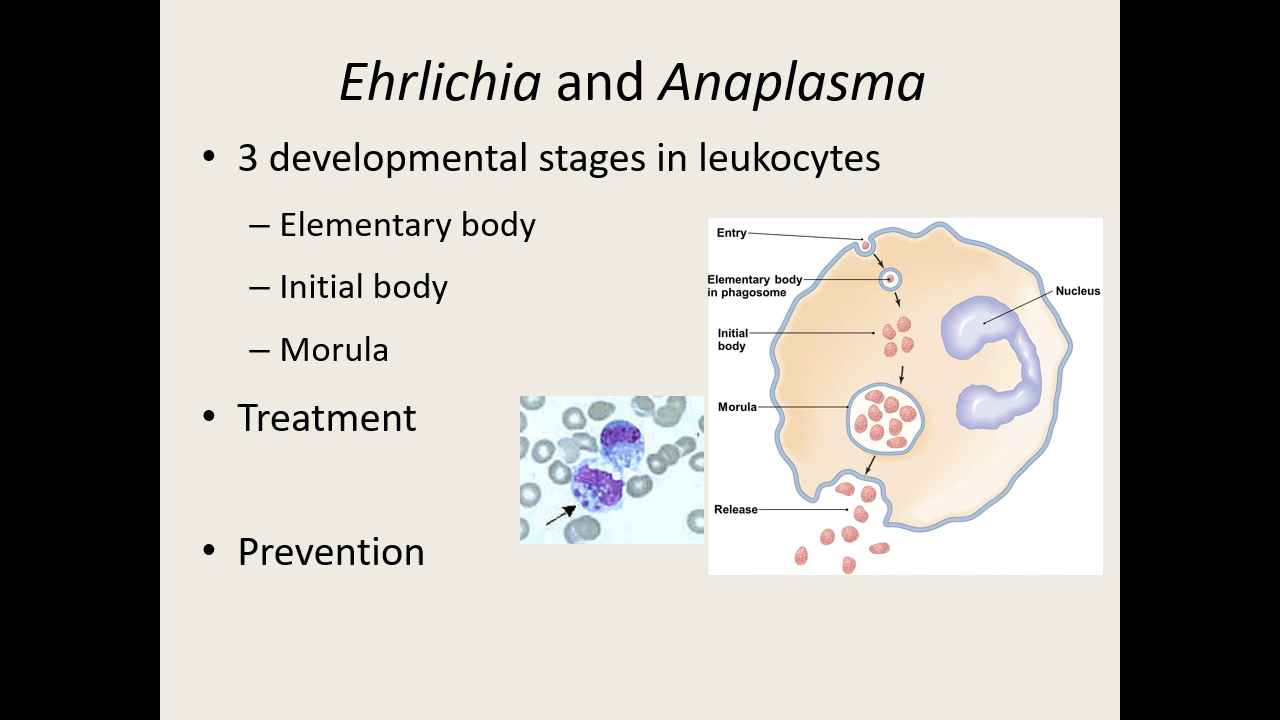 Ehrlichia and Anaplasma
• 3 developmental stages in leukocytes
– Elementary body
– Initial body
– Morula
• Treatment
• Prevention
Entry
Elementary body
in phagosome
Nucleus
Initial
body
Morula
Release